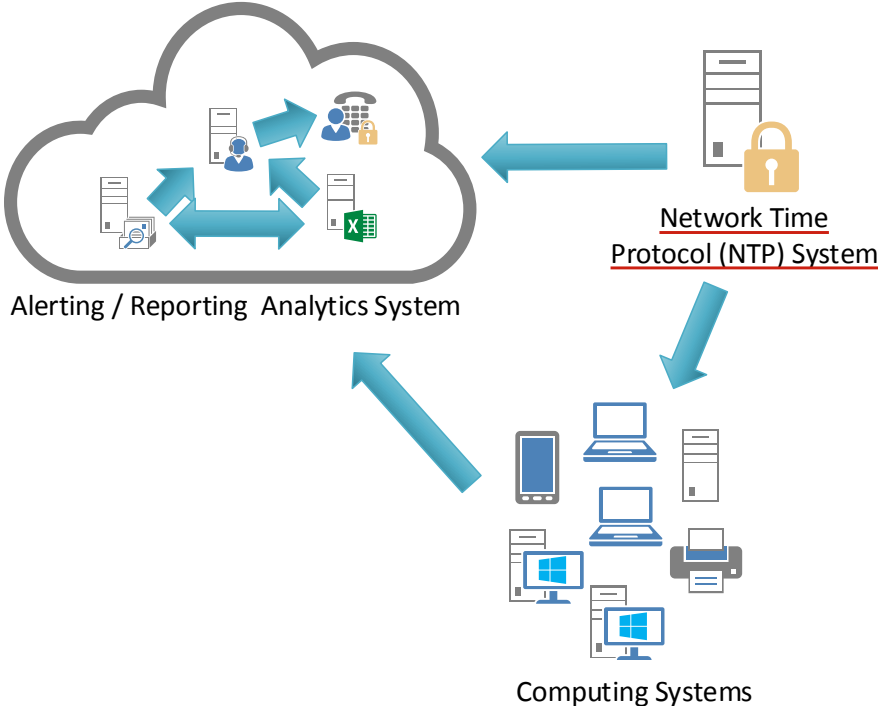 Network Time
Protocol (NTP) System
Alerting / Reporting  Analytics System
X
Computing Systems